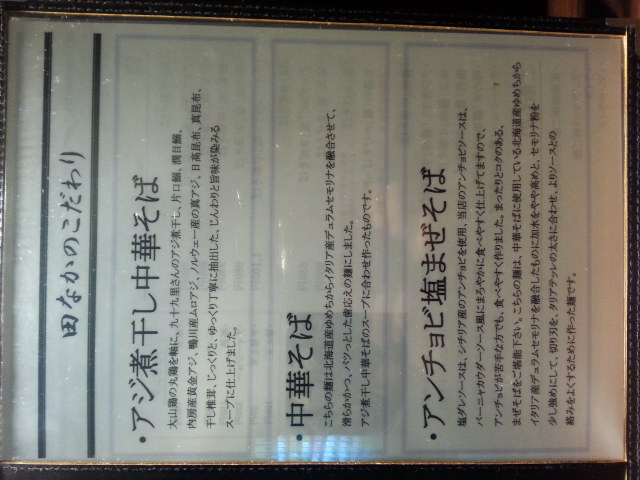 田なかのこだわり
・アジ煮干し中華そば
大山鶏の丸鶏を軸に、九十九里さんのアジ煮干し、片口鰯、潤目鰯、
内房産黄金アジ、鴨川産ムロアジ、ノルウェー産の真アジ、日高昆布、真昆布、
干し椎茸、じっくりと、ゆっくり丁寧に抽出した、じんわりと旨味が染みる
スープに仕上げました。
・中華そば
こちらの麺は北海道産ゆめちからとイタリア産デュラムセモリナを融合させて、
滑らかかつ、パツっとした歯応えの麺にしました。
アジ煮干し中華そばのスープに合わせ作ったものです。
・アンチョビ塩まぜそば
塩ダレソースは、シチリア産のアンチョビを使用、当店のアンチョビソースは、
バーニャカウダーソース風にまろやかに食べやすく仕上げてますので、
アンチョビが苦手な方でも、食べやすく作りました。まったりとコクのある、
まぜそばをご堪能下さい。こちらの麺は、中華そばに使用している北海道産ゆめちから
イタリア産デュラムセモリナを融合したものに加水をやや高めと、セモリナ粉を
少し強めにして、切り刃を、タリアテッレの太さに合わせ、よりソースとの
絡みをよくするために作った麺です。